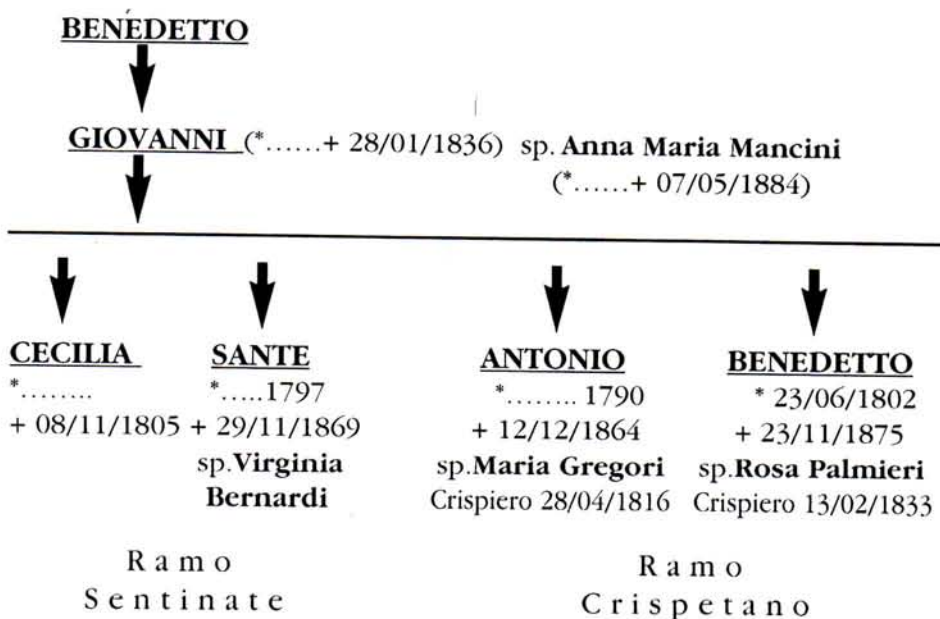 BENEDETTO
GIOVANNI (*......+ 28/01/1836) sp. Anna Maria Mancini
(*......+ 07/05/1884)
CECILIA
*........
+ 08/11/1805
SANTE
*.....1797
+ 29/11/1869
sp.Virginia
Bernardi
ANTONIO
*........ 1790
+ 12/12/1864
sp.Maria Gregori
Crispiero 28/04/1816
BENEDETTO
* 23/06/1802
+ 23/11/1875
sp.Rosa Palmieri
Crispiero 13/02/1833
Ramo
Sentinate
Ramo
Crispetano